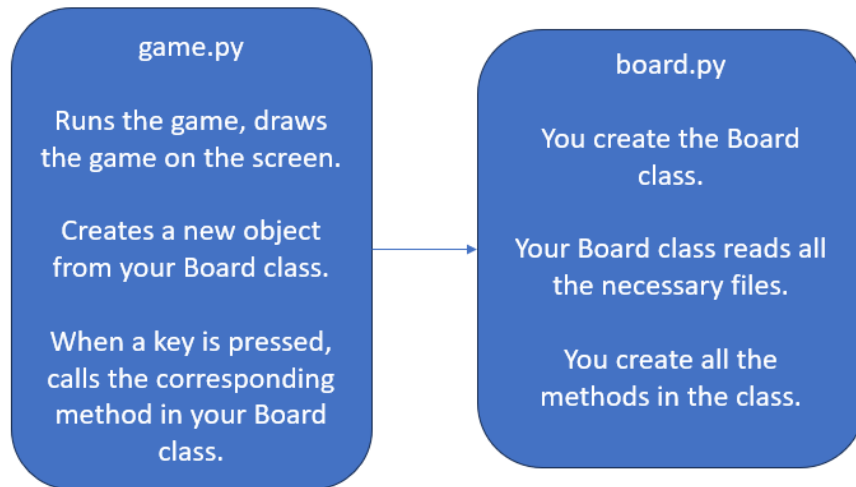 game.py
Runs the game, draws
the game on the screen.
Creates a new object
from your Board class.
When a key is pressed,
calls the corresponding
method in your Board
class.
board.py
You create the Board
class.
Your Board class reads all
the necessary files.
You create all the
methods in the class.